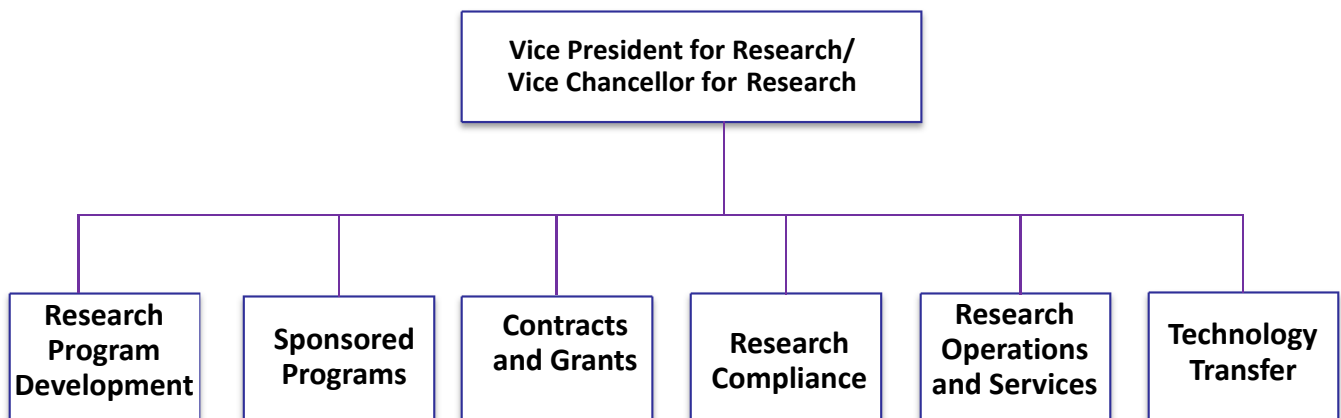 Vice President for Research/
Vice Chancellor for Research
Research
Program
Development
Sponsored
Programs
Contracts
and Grants
Research
Compliance
Research
Operations
and Services
Technology
Transfer